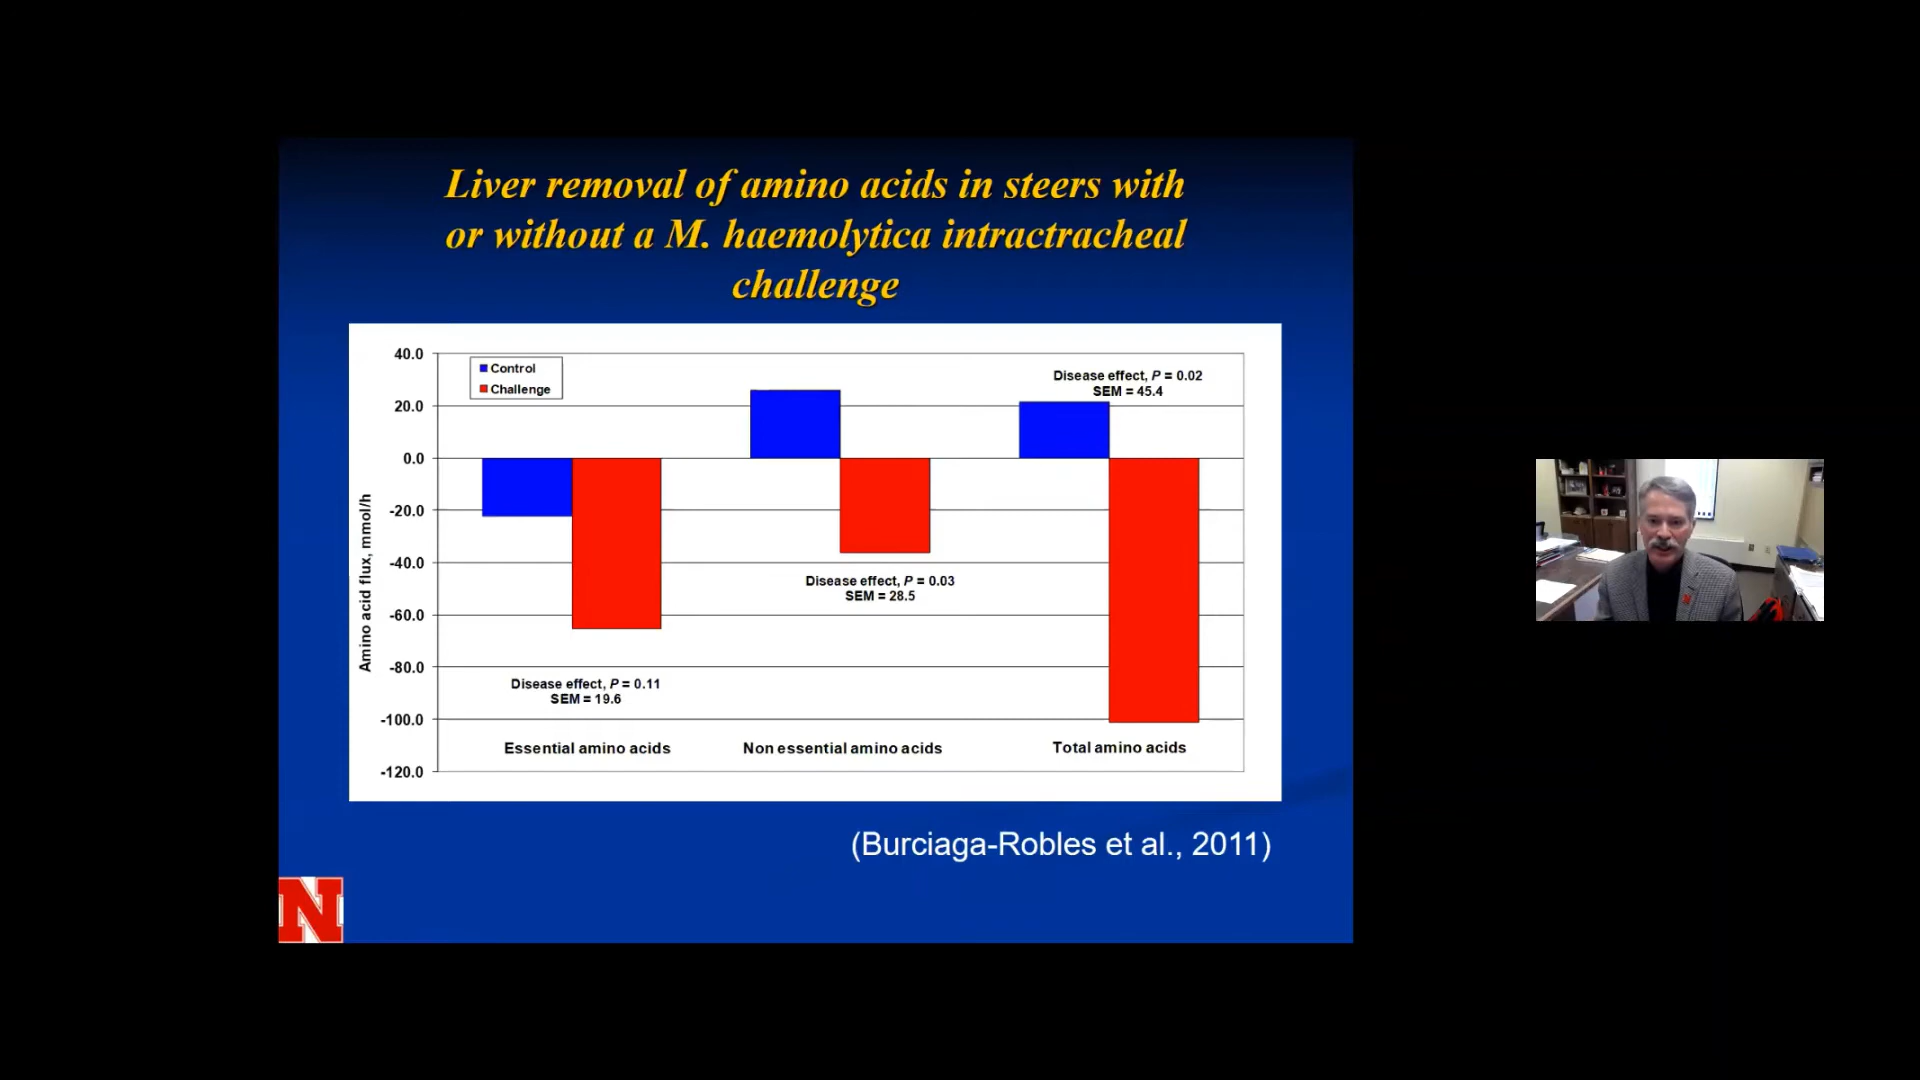 Liver removal of amino acids in steers with
or without a M. haemolytica intractracheal
challenge
Control
Challenge
40.0
20.0
0.0
-20.0
-40.0
-60.0
-80.0
-100.0
-120.0
Amino acid flux, mmol/h
Disease effect, P = 0.11
SEM = 19.6
Disease effect, P = 0.03
SEM = 28.5
Disease effect, P = 0.02
SEM = 45.4
Essential amino acids
Non essential amino acids
Total amino acids
(Burciaga-Robles et al., 2011)
N